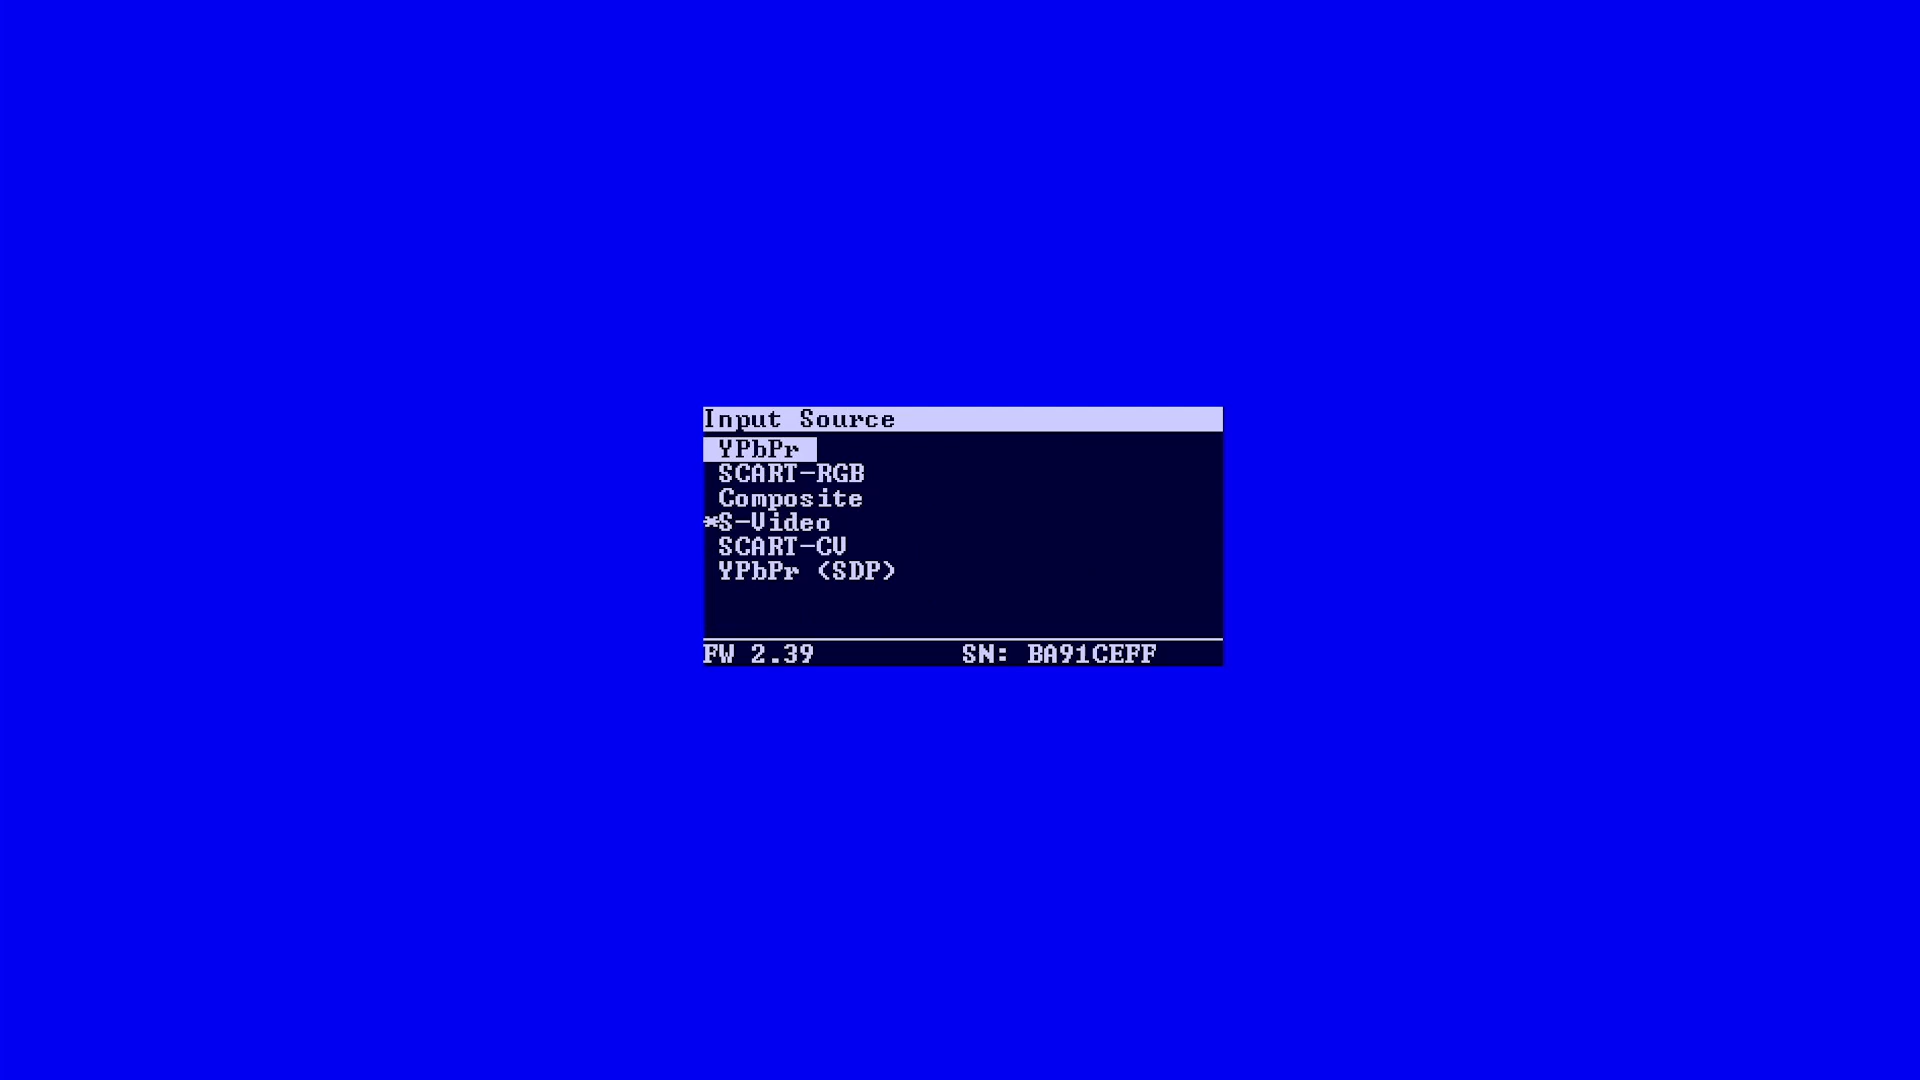 Input Source
YPbPr
SCART-RGB
Composite
*S-Video
SCART-CV
YPbPr (SDP)
FW 2.39 SN: BA91CEFF